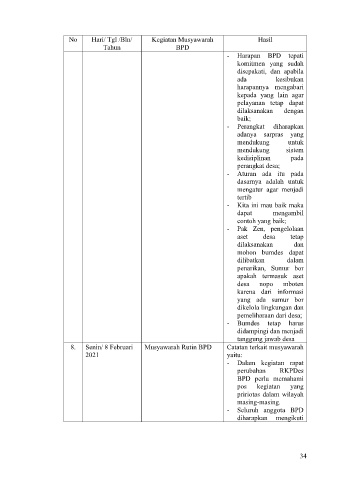 No Hari/ Tgl /Bln/ Kegiatan Musyawarah Hasil
Tahun BPD
- Harapan BPD tepati
komitmen yang sudah
disepakati, dan apabila
ada kesibukan
harapannya mengabari
kepada yang lain agar
pelayanan tetap dapat
dilaksanakan dengan
baik;
- Perangkat diharapkan
adanya sarpras yang
mendukung untuk
mendukung sistem
kedisiplinan pada
perangkat desa;
- Aturan ada itu pada
dasarnya adalah untuk
mengatur agar menjadi
tertib
- Kita ini mau baik maka
dapat mengambil
contoh yang baik;
- Pak Zen, pengelolaan
aset desa tetap
dilaksanakan dan
mohon bumdes dapat
dilibatkan dalam
penarikan, Sumur bor
apakah termasuk aset
desa nopo mboten
karena dari informasi
yang ada sumur bor
dikelola lingkungan dan
pemeliharaan dari desa;
- Bumdes tetap harus
didampingi dan menjadi
tanggung jawab desa
8. Senin/ 8 Februari Musyawarah Rutin BPD Catatan terkait musyawarah
2021 yaitu:
- Dalam kegiatan rapat
perubahan RKPDes
BPD perlu memahami
pos kegiatan yang
pririotas dalam wilayah
masing-masing.
- Seluruh anggota BPD
diharapkan mengikuti
34